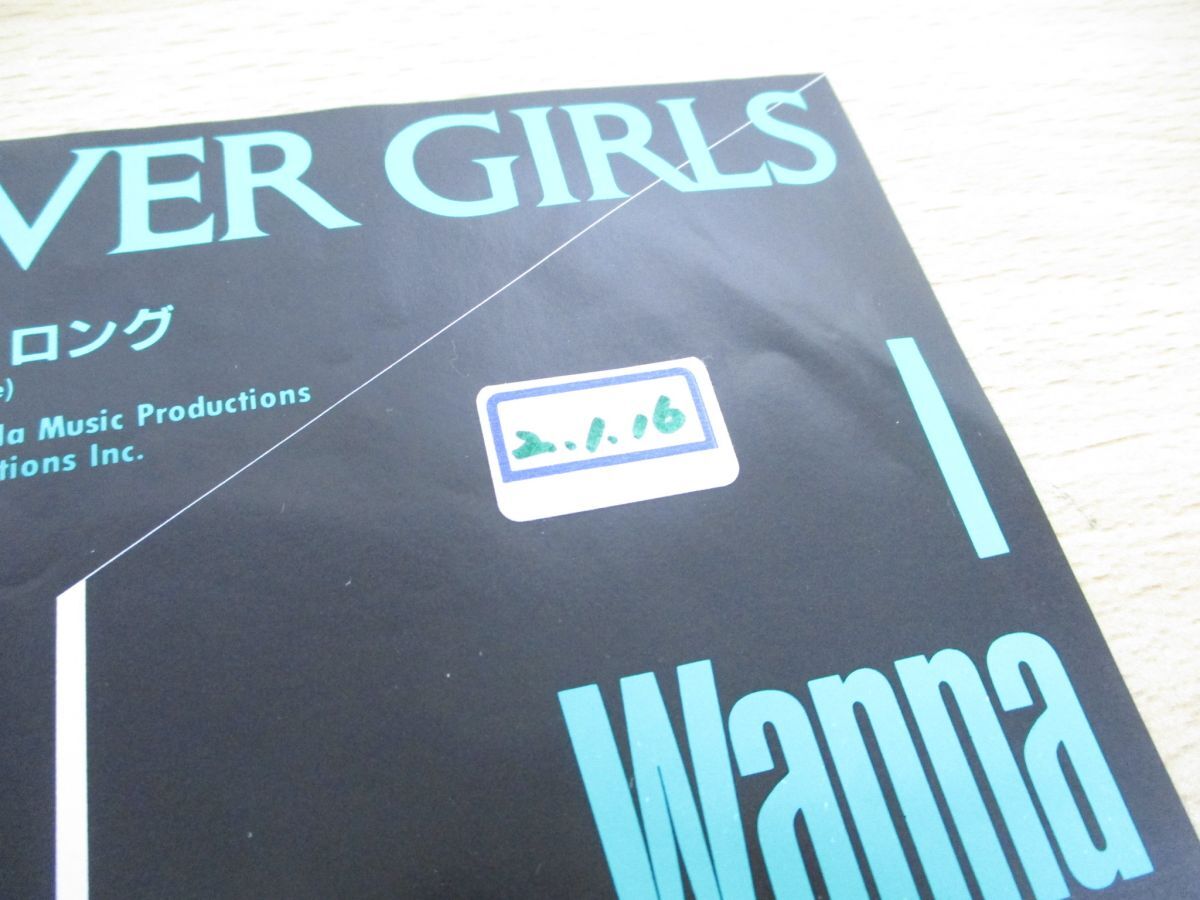 VER GIRLS
ロング
e)
la Music Productions
tions Inc.
2.1.16
I
Wanna